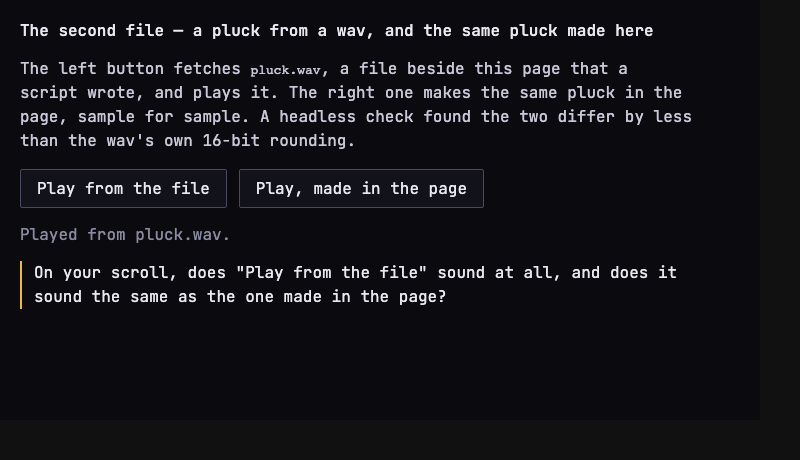 The second file — a pluck from a wav, and the same pluck made here
The left button fetches pluck.wav, a file beside this page that a
script wrote, and plays it. The right one makes the same pluck in the
page, sample for sample. A headless check found the two differ by less
than the wav's own 16-bit rounding.
Play from the file Play, made in the page
Played from pluck.wav.
On your scroll, does "Play from the file" sound at all, and does it
sound the same as the one made in the page?